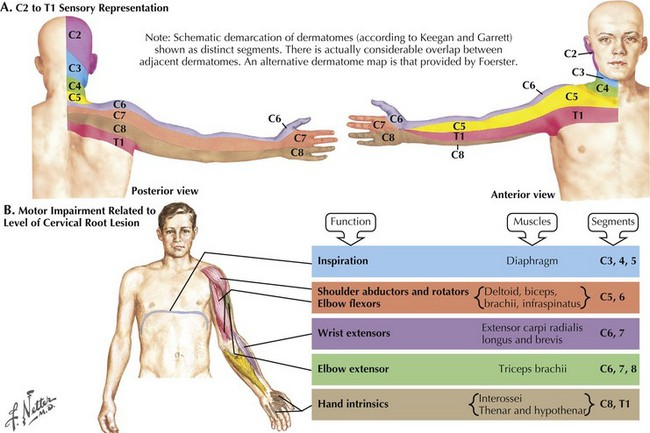 A. C2 to T1 Sensory Representation
Note: Schematic demarcation of dermatomes (according to Keegan and Garrett)
shown as distinct segments. There is actually considerable overlap between
adjacent dermatomes. An alternative dermatome map is that provided by Foerster.
C2
C3
C4
C5
C6
C7
C8
T1
C6
C7
C8
Posterior view
C2
C3
C4
C6
C5
T1
C7
C6
C8
C5
T1
C8
Anterior view
B. Motor Impairment Related to
Level of Cervical Root Lesion
Function
Muscles
Segments
Inspiration
Diaphragm
C3, 4, 5
Shoulder abductors and rotators
Elbow flexors
Deltoid, biceps,
brachii, infraspinatus
C5, 6
Wrist extensors
Extensor carpi radialis
longus and brevis
C6, 7
Elbow extensor
Triceps brachii
C6, 7, 8
Hand intrinsics
Interossei
Thenar and hypothenar
C8, T1
F. Netter
M.D.